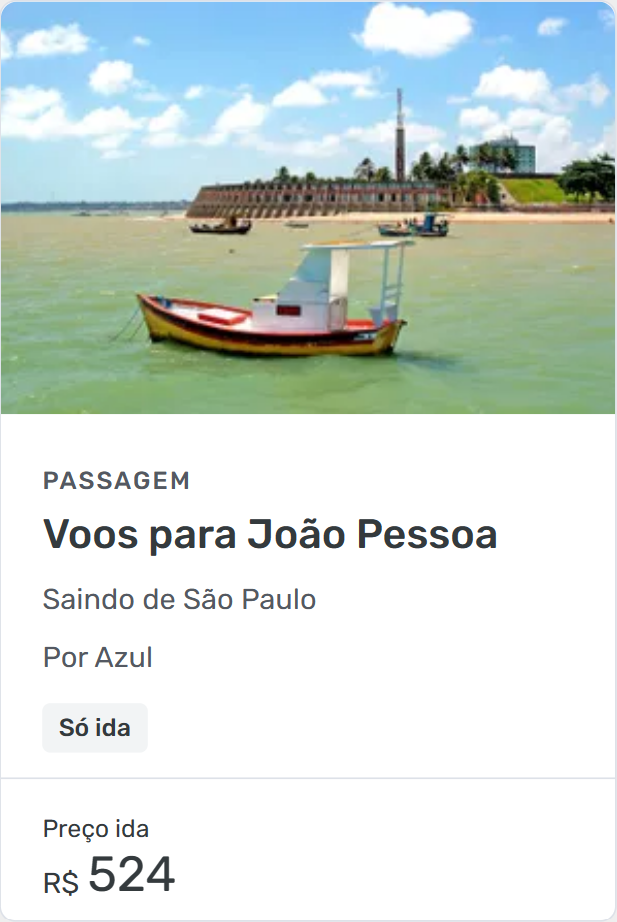 PASSAGEM
Voos para João Pessoa
Saindo de São Paulo
Por Azul
Só ida
Preço ida
R$ 524